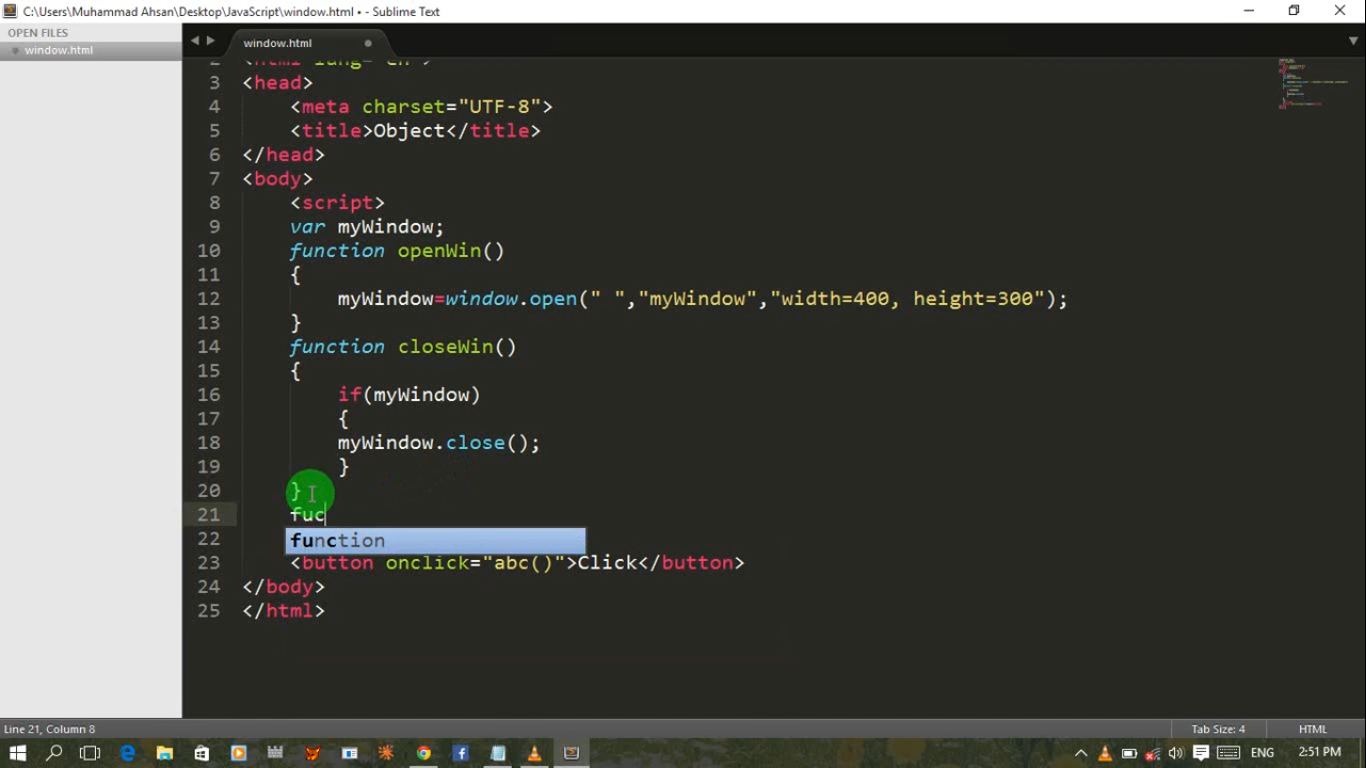 C:\Users\Muhammad Ahsan\Desktop\JavaScript\window.html • - Sublime Text
OPEN FILES
window.html
window.html
2 <html lang="en">
3 <head>
4 <meta charset="UTF-8">
5 <title>Object</title>
6 </head>
7 <body>
8 <script>
9 var myWindow;
10 function openWin()
11 {
12 myWindow=window.open(" ","myWindow","width=400, height=300");
13 }
14 function closeWin()
15 {
16 if(myWindow)
17 {
18 myWindow.close();
19 }
20 }
21 fuc
22 function
23 <button onclick="abc()">Click</button>
24 </body>
25 </html>
Line 21, Column 8
Tab Size: 4
HTML
ENG
2:51 PM